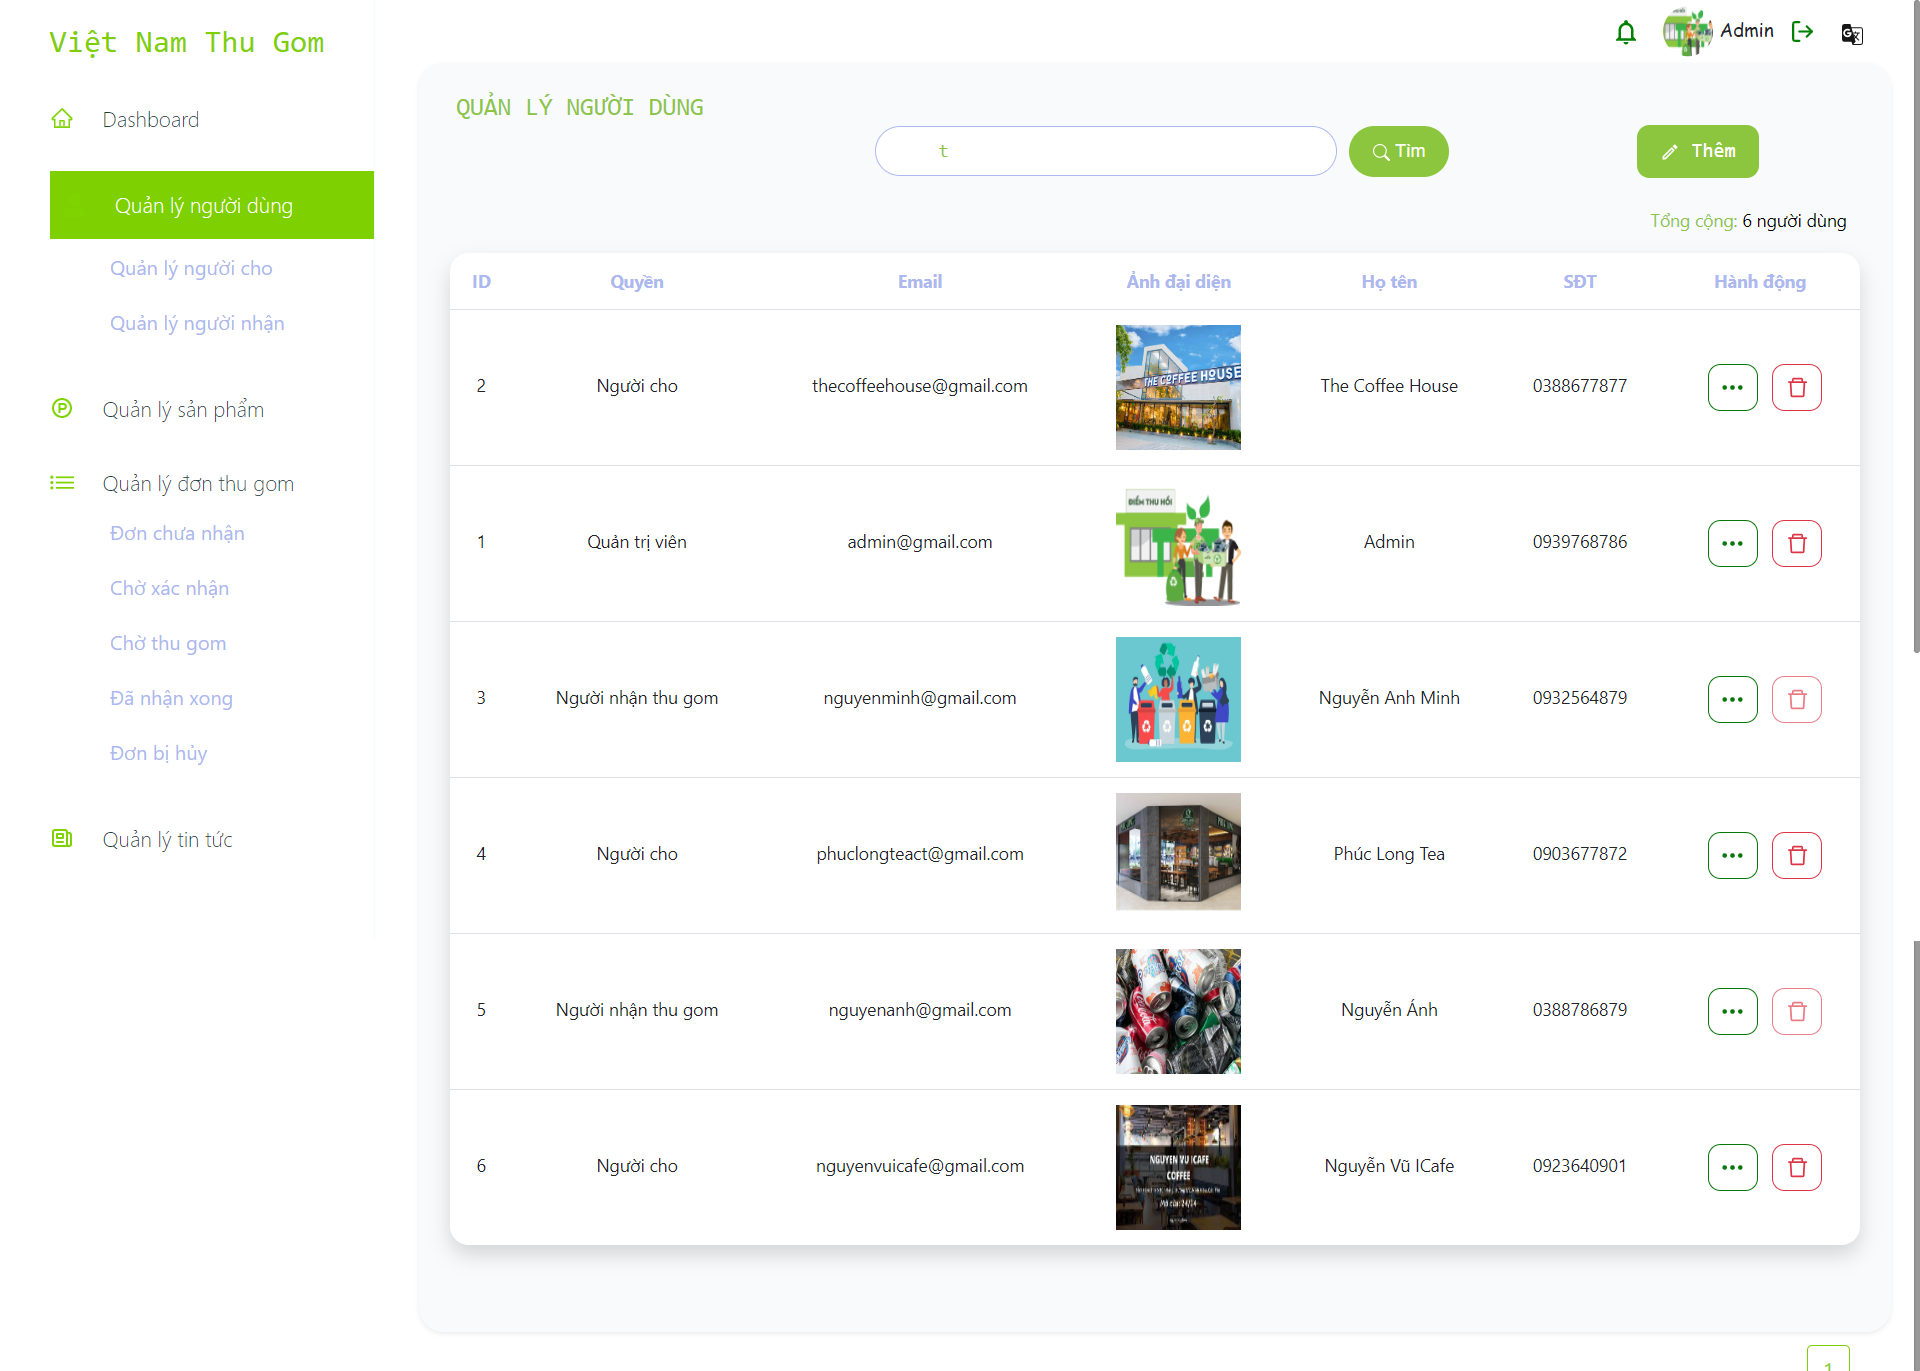 Việt Nam Thu Gom
Admin
Dashboard
Quản lý người dùng
Quản lý người cho
Quản lý người nhận
Quản lý sản phẩm
Quản lý đơn thu gom
Đơn chưa nhận
Chờ xác nhận
Chờ thu gom
Đã nhận xong
Đơn bị hủy
Quản lý tin tức
QUẢN LÝ NGƯỜI DÙNG
t
Tìm
Thêm
Tổng cộng: 6 người dùng
ID Quyền Email Ảnh đại diện Họ tên SĐT Hành động
2 Người cho thecoffeehouse@gmail.com THE COFFEE HOUSE The Coffee House 0388677877
1 Quản trị viên admin@gmail.com ĐIỂM THU HỒI Admin 0939768786
3 Người nhận thu gom nguyenminh@gmail.com Nguyễn Anh Minh 0932564879
4 Người cho phuclongteact@gmail.com Phúc Long Tea 0903677872
5 Người nhận thu gom nguyenanh@gmail.com Nguyễn Ánh 0388786879
6 Người cho nguyenvuicafe@gmail.com NGUYEN VU ICAFE COFFEE Nguyễn Vũ ICafe 0923640901
1